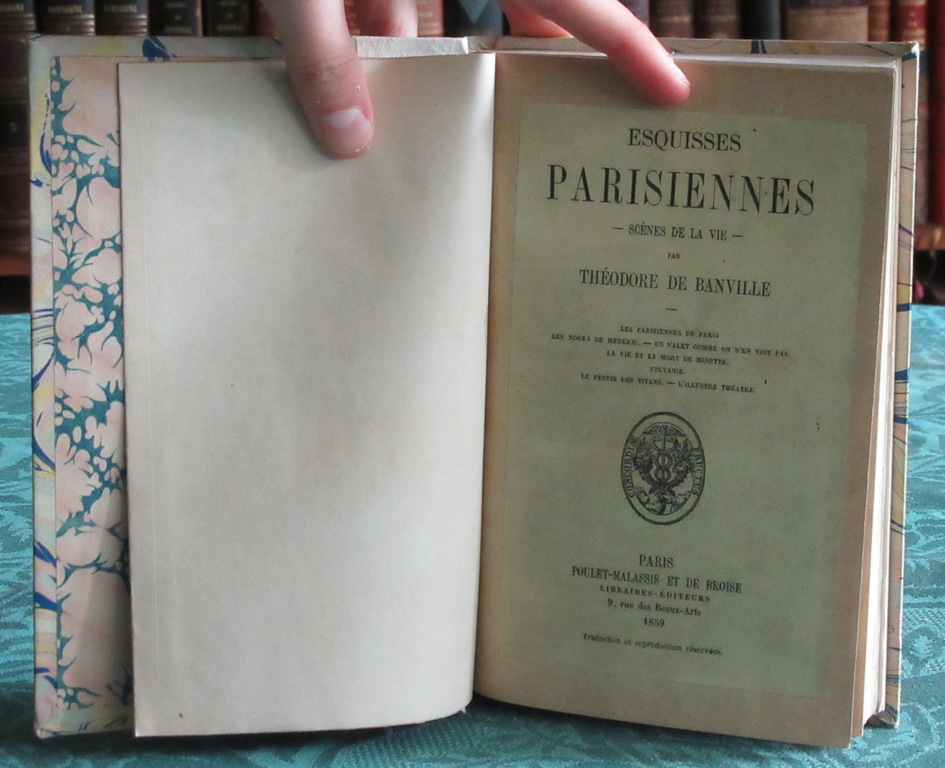 ESQUISSES
PARISIENNES
— SCÈNES DE LA VIE —
PAR
THÉODORE DE BANVILLE
LES PARISIENNES DE PARIS
LES NOCES DE MÉDÉRIC. — UN VALET COMME ON N'EN VOIT PAS.
LA VIE ET LA MORT DE MINETTE.
SYLVANIE.
LE FESTIN DES TITANS. — L'ILLUSTRE THÉATRE.
CONCORDIÆ FRUCTUS
PARIS
POULET-MALASSIS ET DE BROISE
LIBRAIRES-ÉDITEURS
9, rue des Beaux-Arts
1859
Traduction et reproduction réservées.